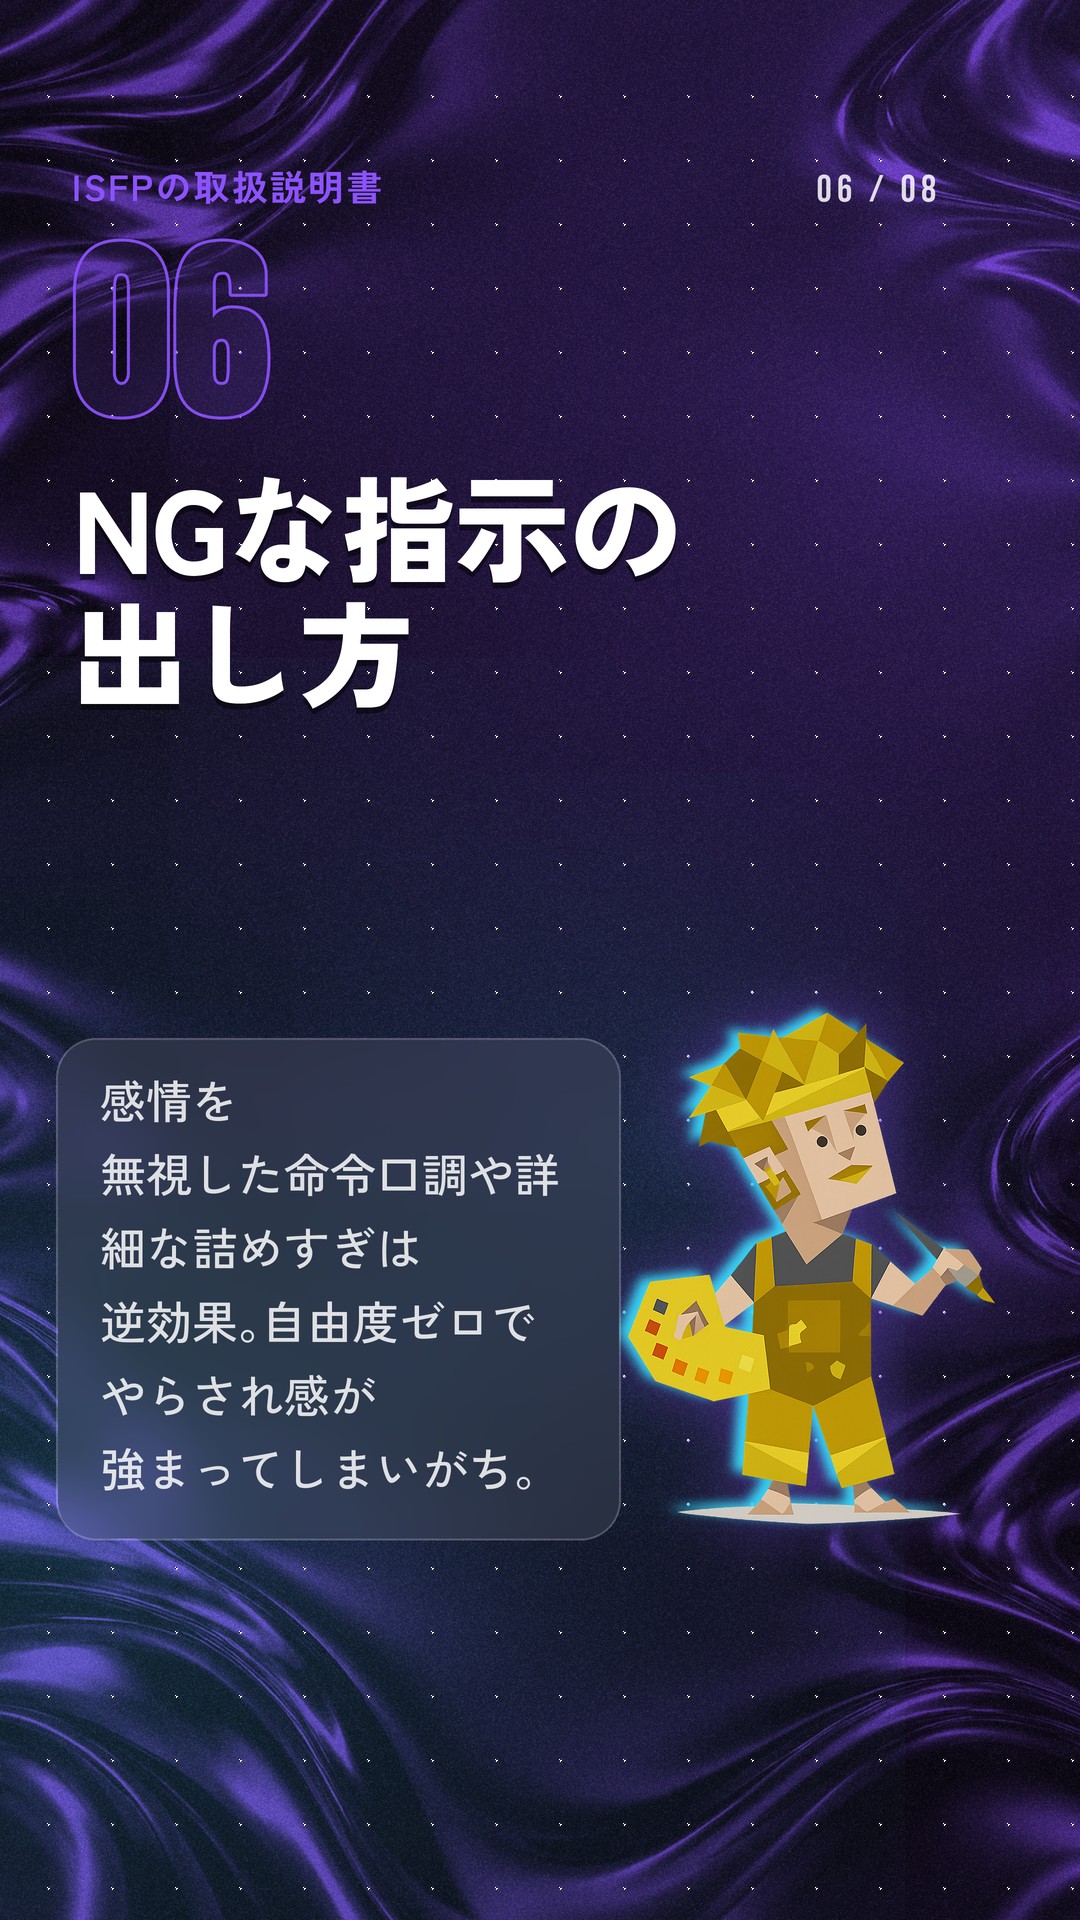 ISFPの取扱説明書
06 / 08
06
NGな指示の
出し方
感情を
無視した命令口調や詳
細な詰めすぎは
逆効果。自由度ゼロで
やらされ感が
強まってしまいがち。